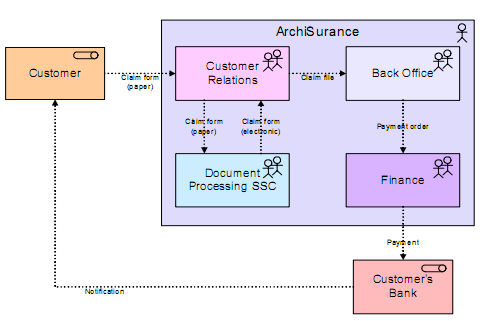 ArchiSurance
Customer
Claim form
(paper)
Customer
Relations
Claim file
Back Office
Claim form
(paper)
Claim form
(electronic)
Payment order
Document
Processing SSC
Finance
Payment
Customer's
Bank
Notification